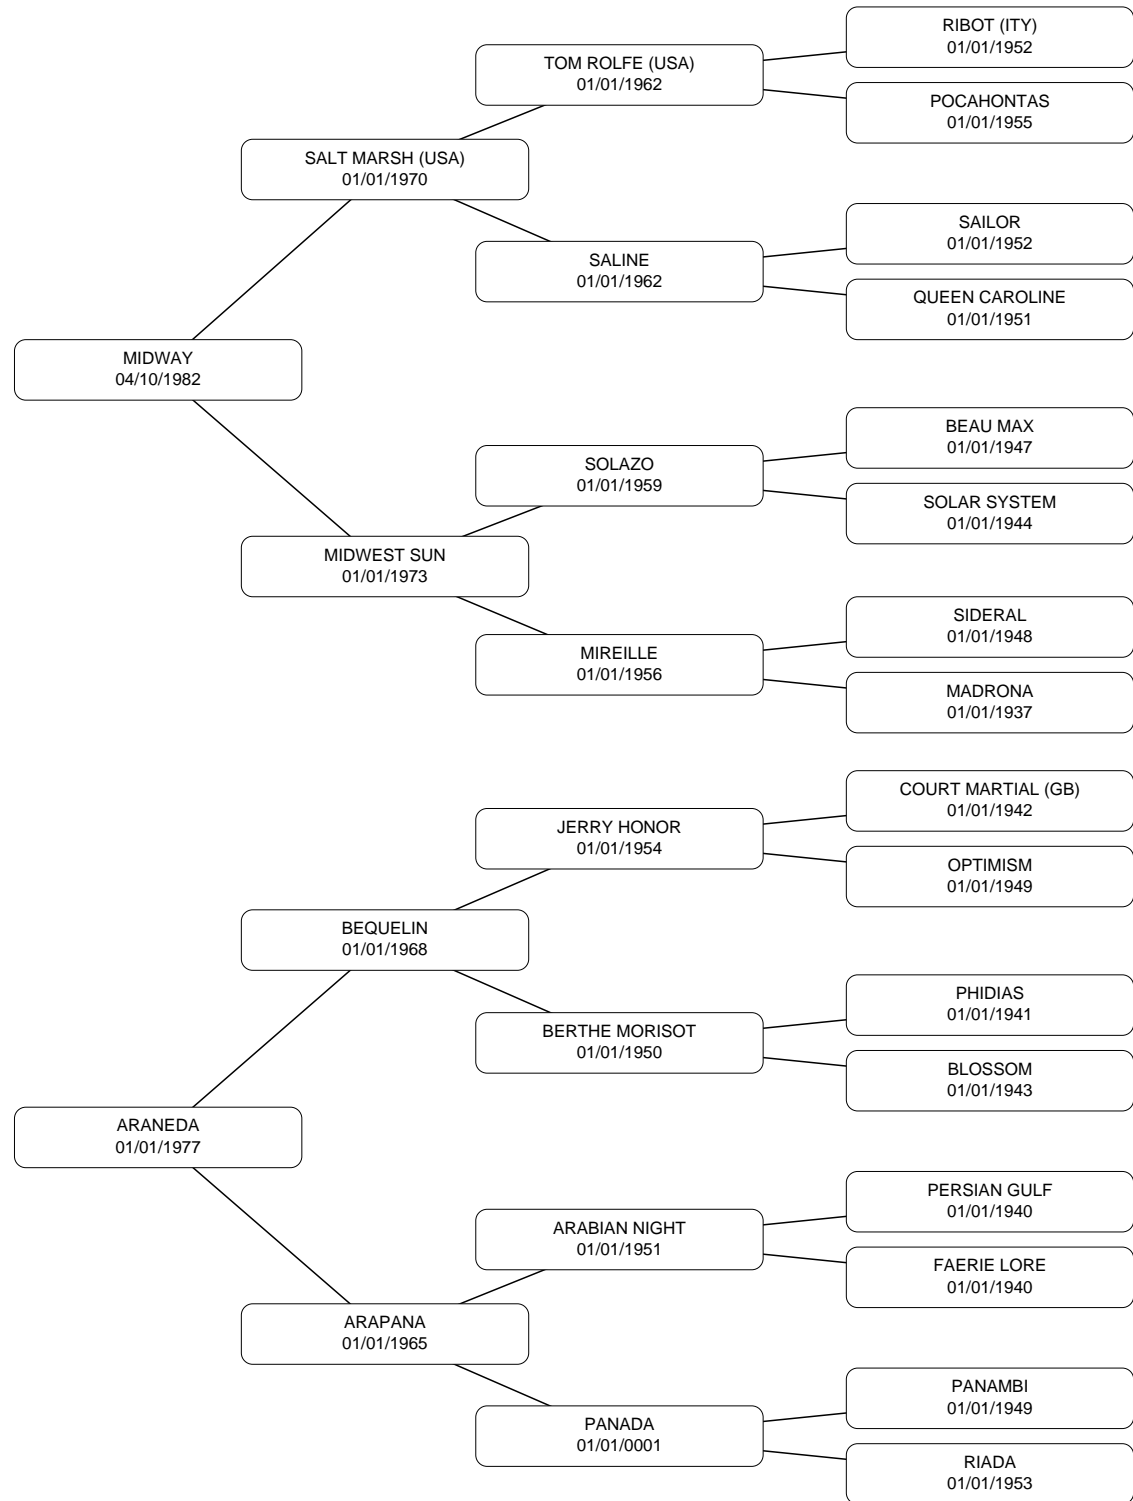 RIBOT (ITY)
01/01/1952
TOM ROLFE (USA)
01/01/1962
POCAHONTAS
01/01/1955
SALT MARSH (USA)
01/01/1970
SAILOR
01/01/1952
SALINE
01/01/1962
QUEEN CAROLINE
01/01/1951
MIDWAY
04/10/1982
BEAU MAX
01/01/1947
SOLAZO
01/01/1959
SOLAR SYSTEM
01/01/1944
MIDWEST SUN
01/01/1973
SIDERAL
01/01/1948
MIREILLE
01/01/1956
MADRONA
01/01/1937
COURT MARTIAL (GB)
01/01/1942
JERRY HONOR
01/01/1954
OPTIMISM
01/01/1949
BEQUELIN
01/01/1968
PHIDIAS
01/01/1941
BERTHE MORISOT
01/01/1950
BLOSSOM
01/01/1943
ARANEDA
01/01/1977
PERSIAN GULF
01/01/1940
ARABIAN NIGHT
01/01/1951
FAERIE LORE
01/01/1940
ARAPANA
01/01/1965
PANAMBI
01/01/1949
PANADA
01/01/0001
RIADA
01/01/1953